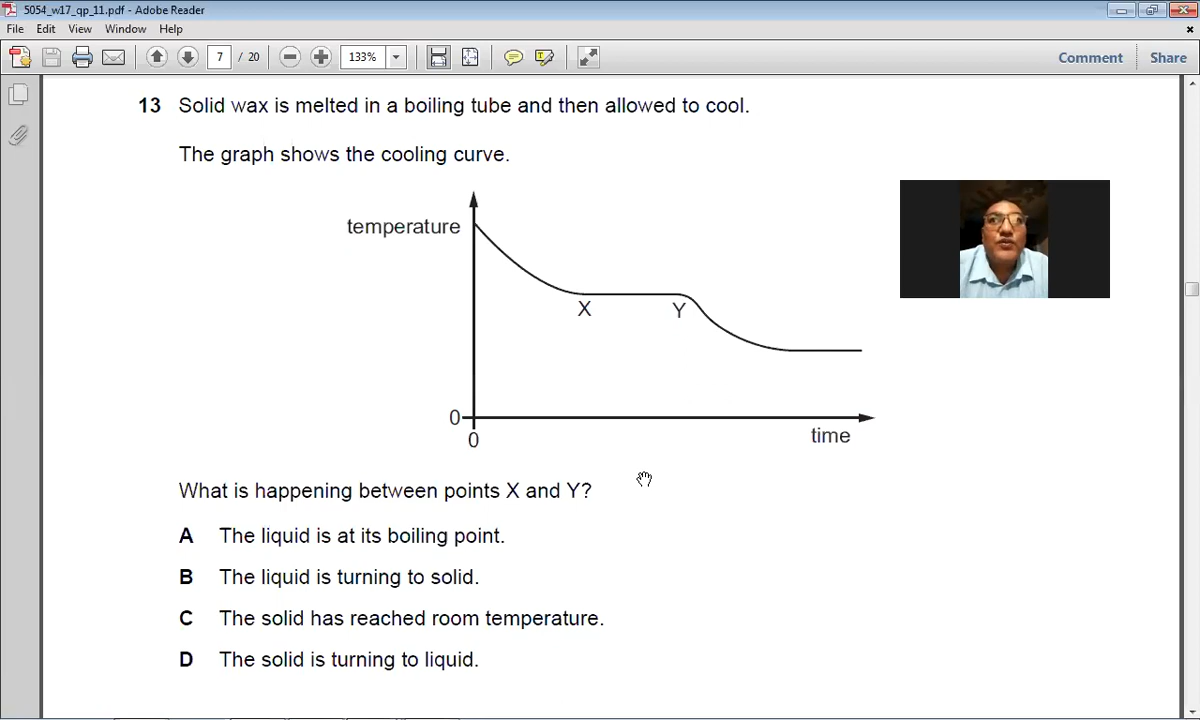 5054_w17_qp_11.pdf - Adobe Reader
File Edit View Window Help
7 / 20 133% Comment Share
13 Solid wax is melted in a boiling tube and then allowed to cool.
The graph shows the cooling curve.
temperature
X Y
0
0
time
What is happening between points X and Y?
A The liquid is at its boiling point.
B The liquid is turning to solid.
C The solid has reached room temperature.
D The solid is turning to liquid.